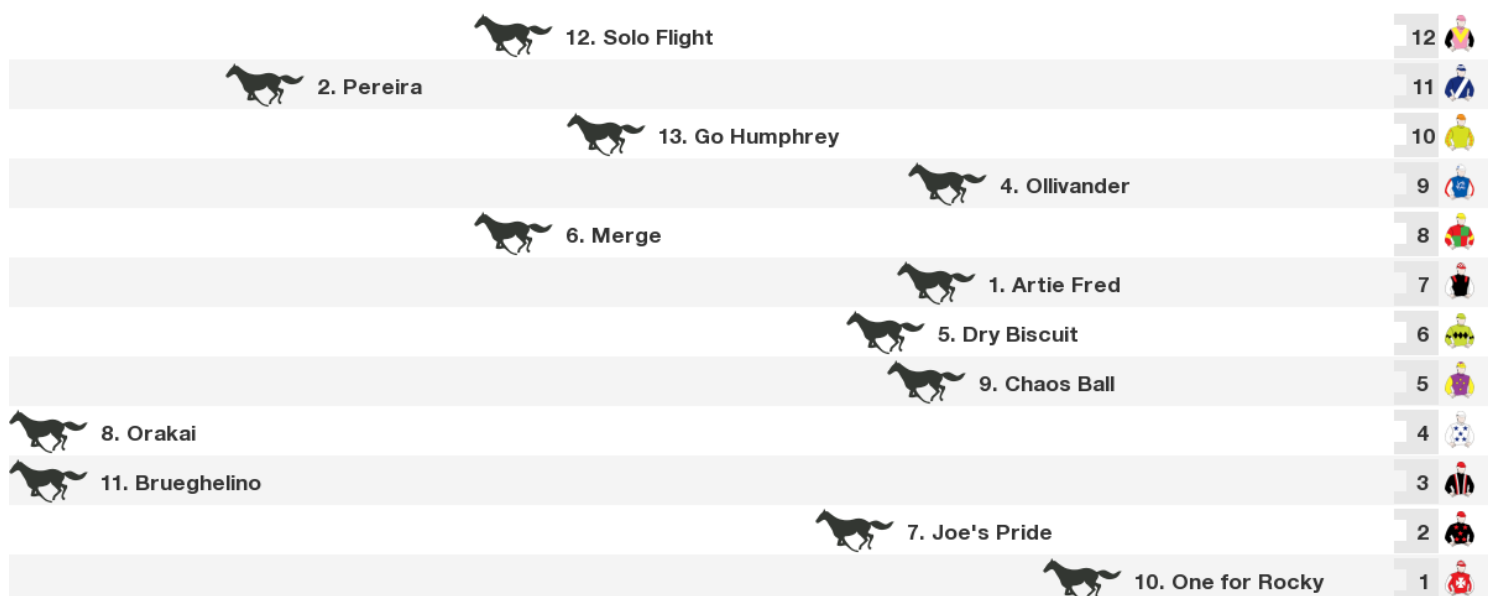 12. Solo Flight 12
2. Pereira 11
13. Go Humphrey 10
4. Ollivander 9
6. Merge 8
1. Artie Fred 7
5. Dry Biscuit 6
9. Chaos Ball 5
8. Orakai 4
11. Brueghelino 3
7. Joe's Pride 2
10. One for Rocky 1